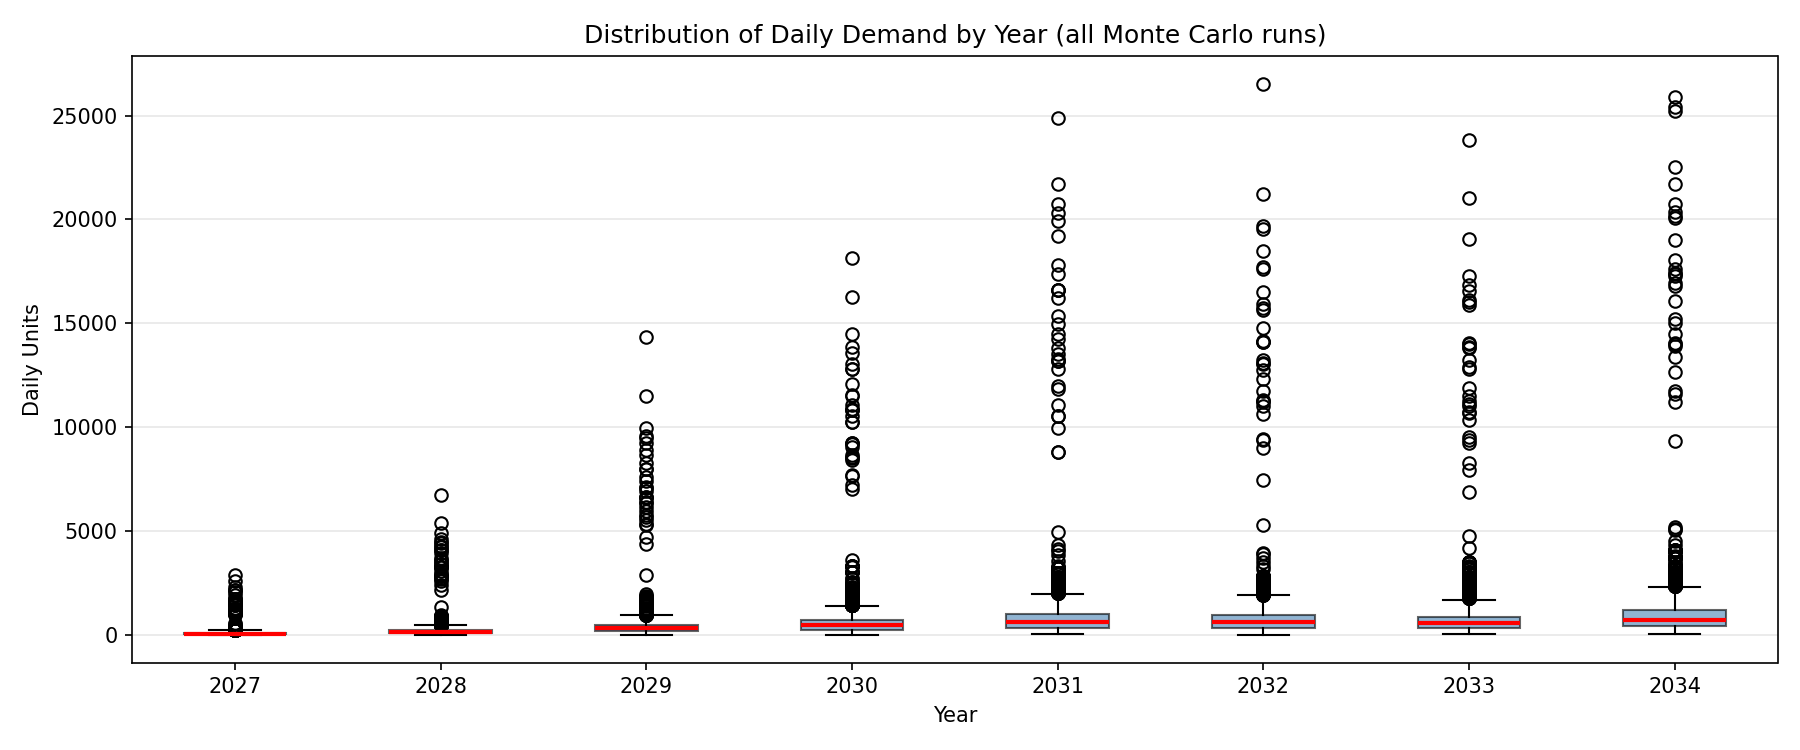 Distribution of Daily Demand by Year (all Monte Carlo runs)
Daily Units
25000
20000
15000
10000
5000
0
2027 2028 2029 2030 2031 2032 2033 2034
Year